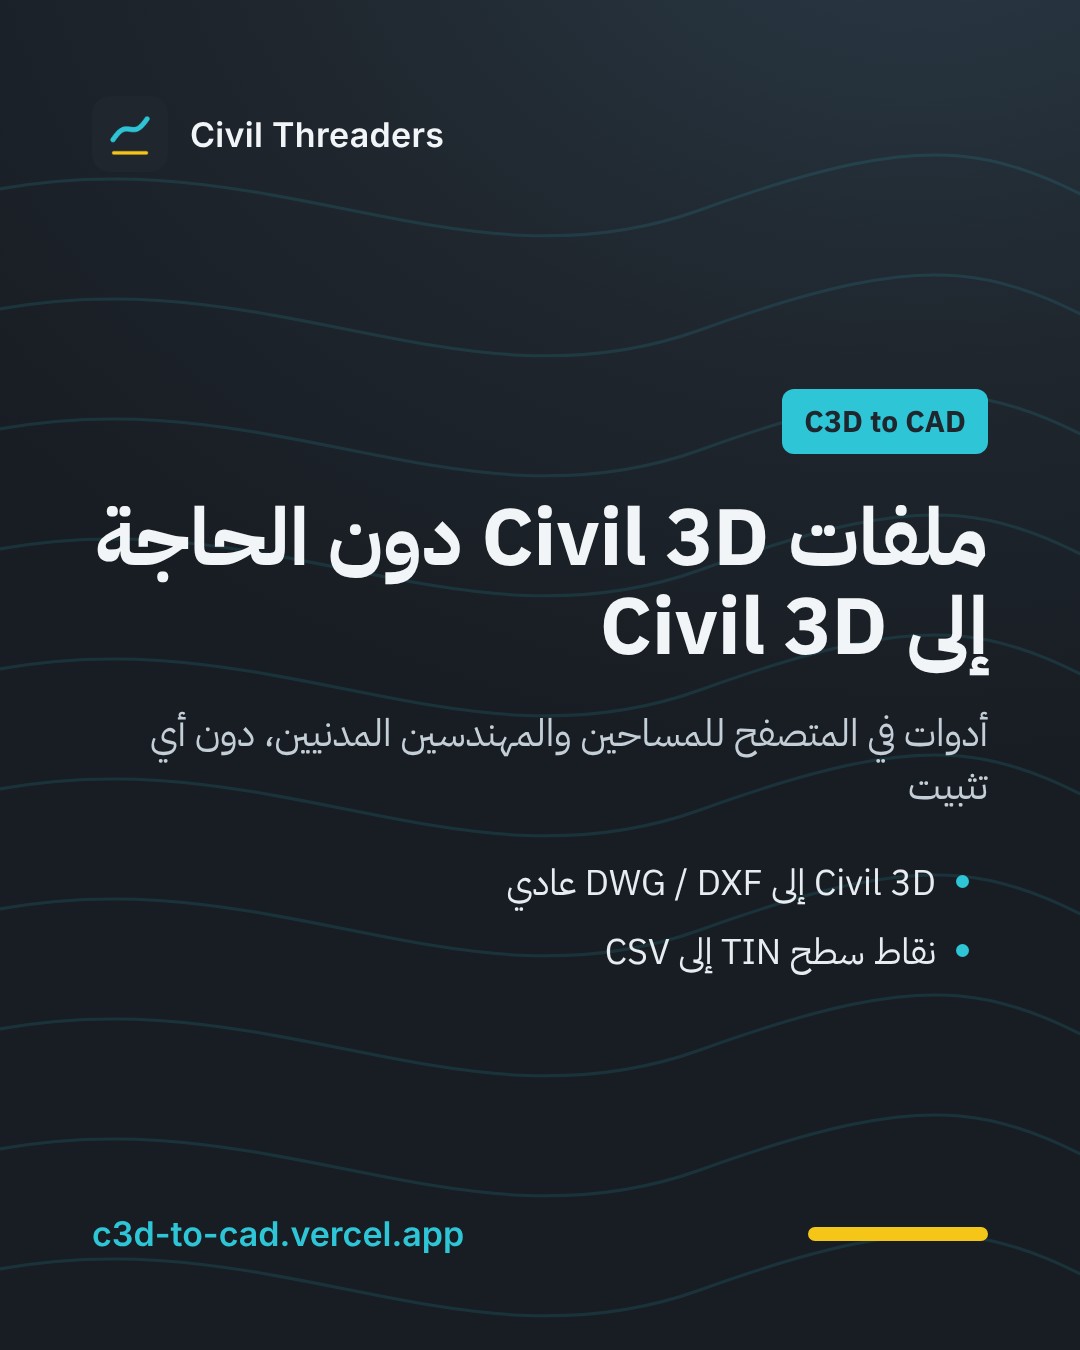 Civil Threaders
C3D to CAD
ملفات Civil 3D دون الحاجة
إلى Civil 3D
أدوات في المتصفح للمساحين والمهندسين المدنيين، دون أي
تثبيت
• Civil 3D إلى DWG / DXF عادي
• نقاط سطح TIN إلى CSV
c3d-to-cad.vercel.app